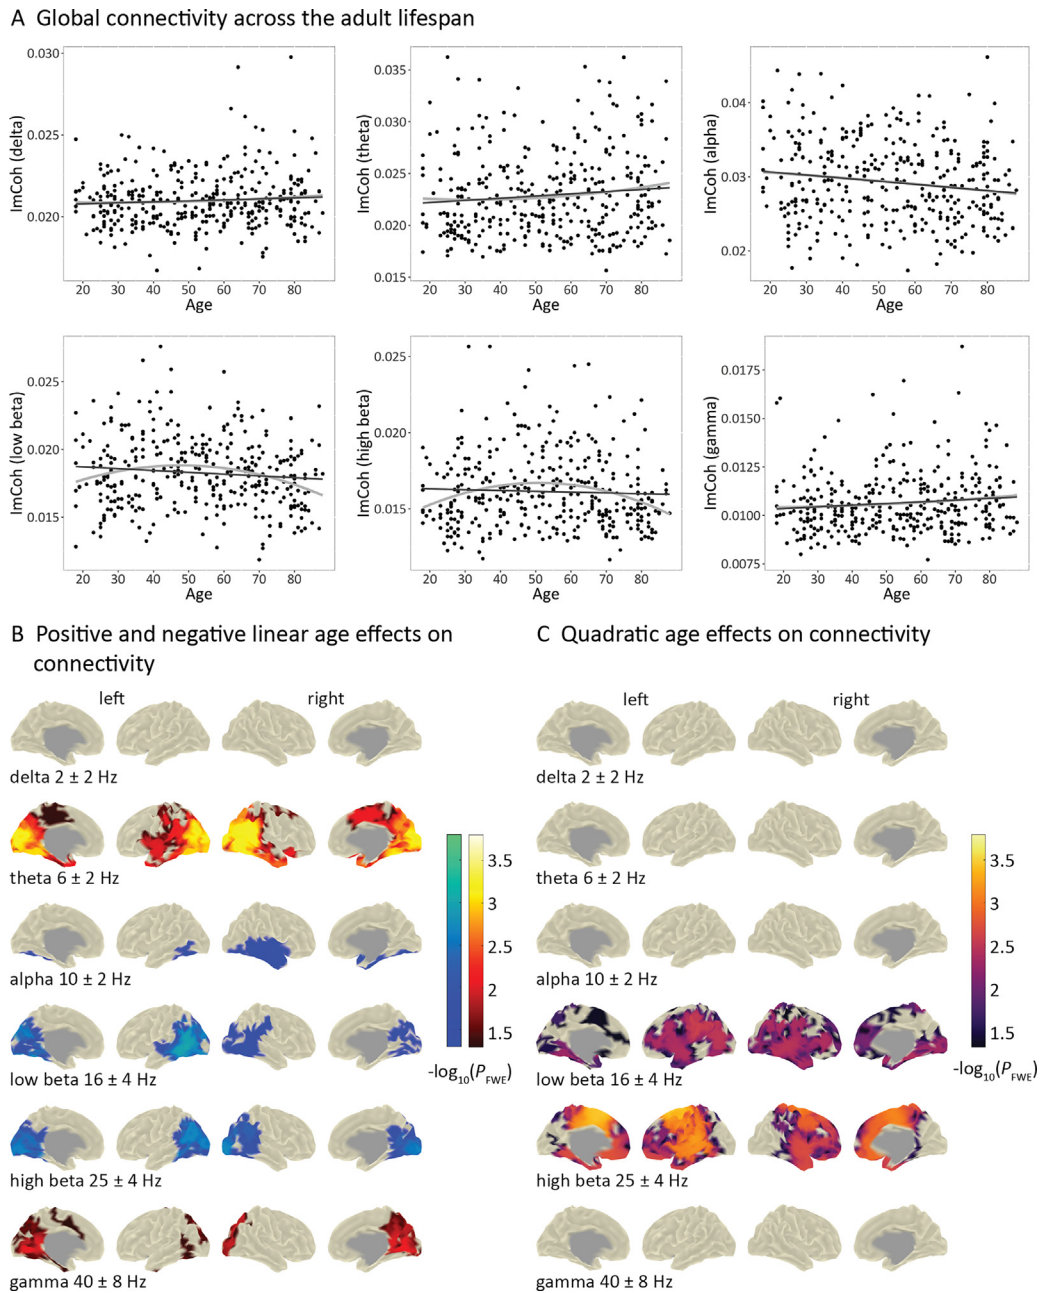 A Global connectivity across the adult lifespan
0.030
0.025
0.020
ImCoh (delta)
20 30 40 50 60 70 80
Age
0.035
0.030
0.025
0.020
0.015
ImCoh (theta)
20 30 40 50 60 70 80
Age
0.04
0.03
0.02
ImCoh (alpha)
20 30 40 50 60 70 80
Age
0.025
0.020
0.015
ImCoh (low beta)
20 30 40 50 60 70 80
Age
0.025
0.020
0.015
ImCoh (high beta)
20 30 40 50 60 70 80
Age
0.0175
0.0150
0.0125
0.0100
0.0075
ImCoh (gamma)
20 30 40 50 60 70 80
Age
B Positive and negative linear age effects on
connectivity
left right
delta 2 ± 2 Hz
theta 6 ± 2 Hz
alpha 10 ± 2 Hz
low beta 16 ± 4 Hz
high beta 25 ± 4 Hz
gamma 40 ± 8 Hz
3.5
3
2.5
2
1.5
-log10(PFWE)
C Quadratic age effects on connectivity
left right
delta 2 ± 2 Hz
theta 6 ± 2 Hz
alpha 10 ± 2 Hz
low beta 16 ± 4 Hz
high beta 25 ± 4 Hz
gamma 40 ± 8 Hz
3.5
3
2.5
2
1.5
-log10(PFWE)